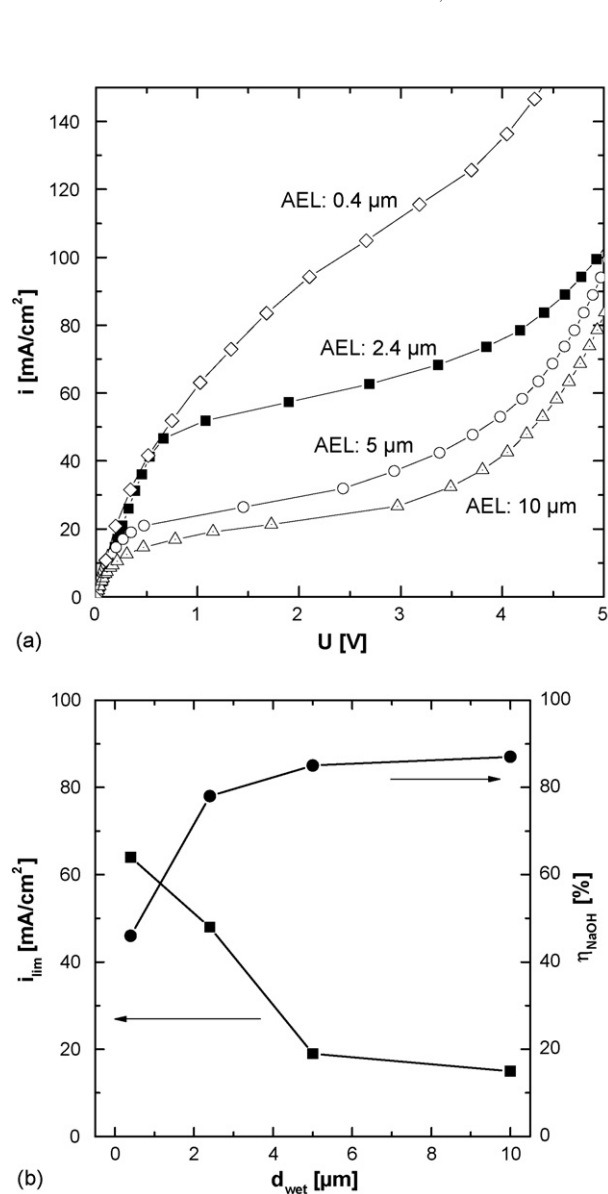 140
120
AEL: 0.4 µm
100
80
AEL: 2.4 µm
i [mA/cm²]
60
AEL: 5 µm
40
AEL: 10 µm
20
0
0 1 2 3 4 5
(a)
U [V]
100 100
80 80
60 60
i_lim [mA/cm²]
η_NaOH [%]
40 40
20 20
0 0
0 2 4 6 8 10
(b)
d_wet [µm]